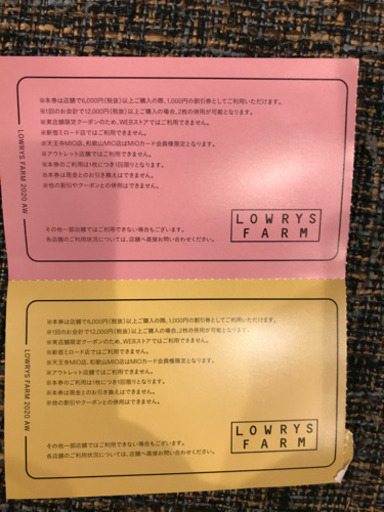 ※本券は店舗で6,000円(税抜)以上ご購入の際、1,000円の割引券としてご利用いただけます。
※1回のお会計で12,000円(税抜)以上ご購入の場合、2枚の併用が可能となります。
※実店舗限定クーポンのため、WEBストアではご利用できません。
※新宿ミロード店ではご利用できません。
※天王寺MIO店、和歌山MIO店はMIOカード会員様限定となります。
※アウトレット店舗ではご利用できません。
※本券のご利用は1枚につき1回限りとなります。
※本券は現金とのお引き換えはできません。
※他の割引やクーポンとの併用はできません。
その他一部店舗ではご利用できない場合もございます。
各店舗のご利用状況については、店舗へ直接お問い合わせください。
LOWRYS
FARM
LOWRYS FARM 2020 AW
※本券は店舗で6,000円(税抜)以上ご購入の際、1,000円の割引券としてご利用いただけます。
※1回のお会計で12,000円(税抜)以上ご購入の場合、2枚の併用が可能となります。
※実店舗限定クーポンのため、WEBストアではご利用できません。
※新宿ミロード店ではご利用できません。
※天王寺MIO店、和歌山MIO店はMIOカード会員様限定となります。
※アウトレット店舗ではご利用できません。
※本券のご利用は1枚につき1回限りとなります。
※本券は現金とのお引き換えはできません。
※他の割引やクーポンとの併用はできません。
その他一部店舗ではご利用できない場合もございます。
各店舗のご利用状況については、店舗へ直接お問い合わせください。
LOWRYS
FARM
LOWRYS FARM 2020 AW